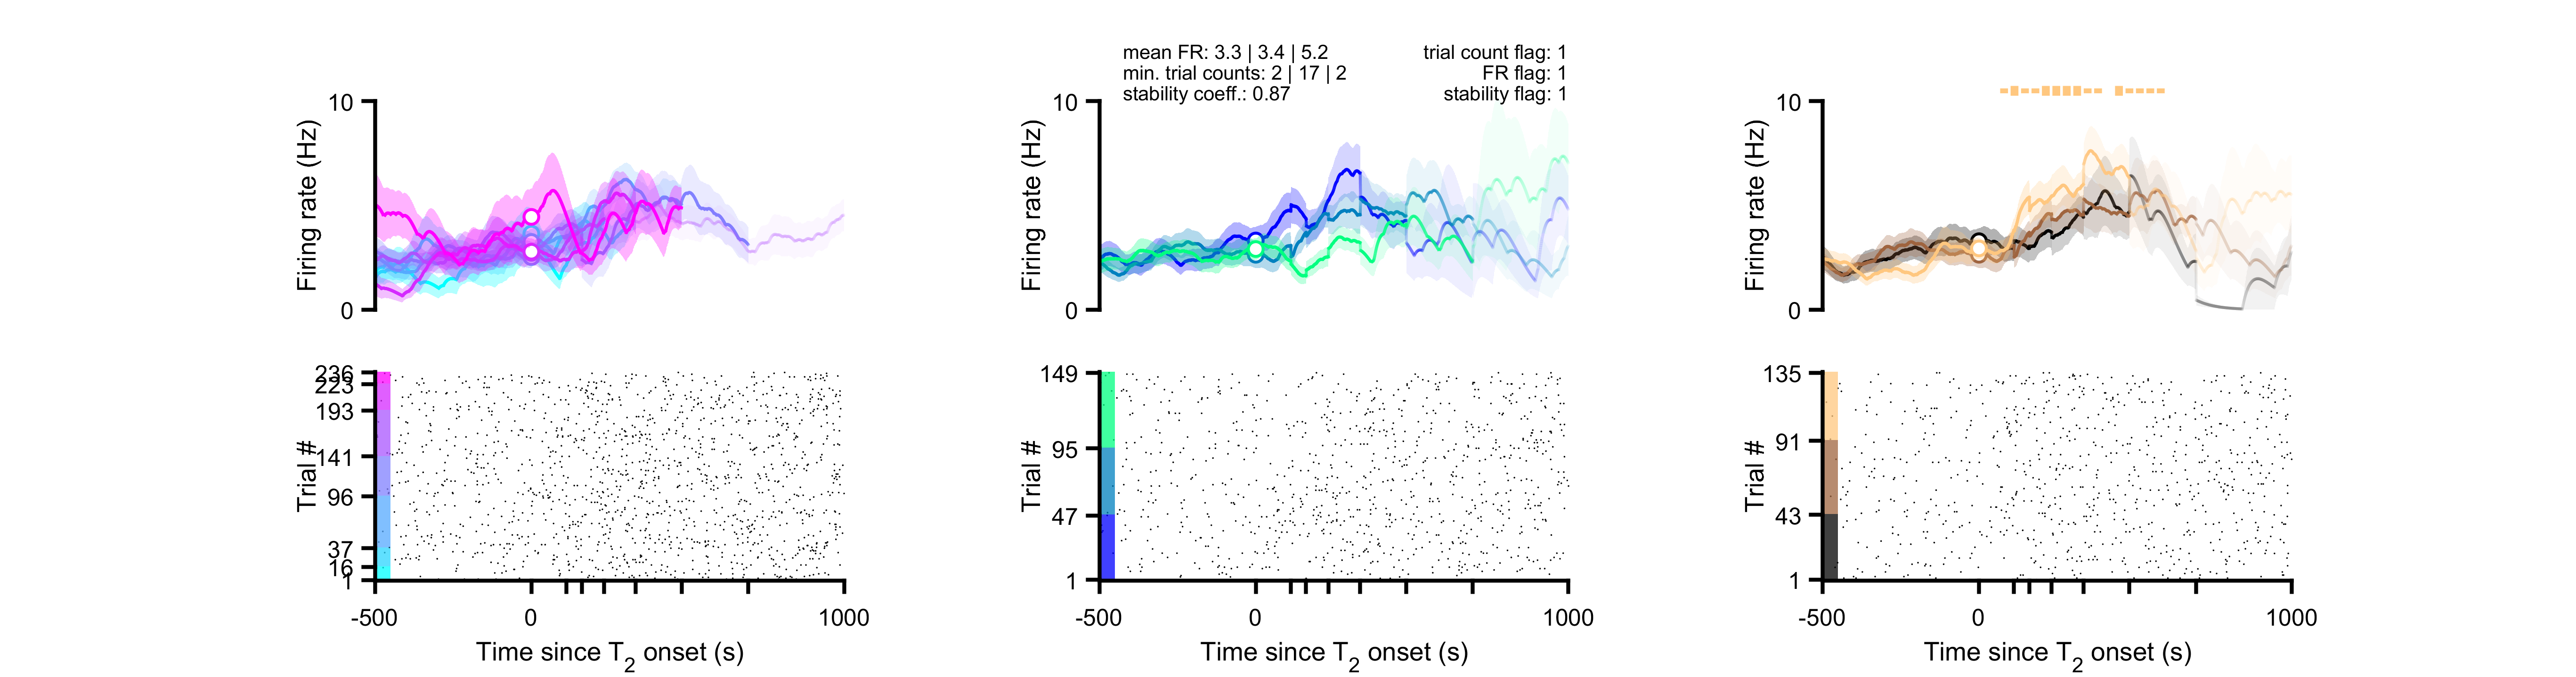 mean FR: 3.3 | 3.4 | 5.2
min. trial counts: 2 | 17 | 2
stability coeff.: 0.87
trial count flag: 1
FR flag: 1
stability flag: 1
10
Firing rate (Hz)
0
10
Firing rate (Hz)
0
10
Firing rate (Hz)
0
236
223
193
141
96
37
16
1
Trial #
-500
0
1000
Time since T2 onset (s)
149
95
47
1
Trial #
-500
0
1000
Time since T2 onset (s)
135
91
43
1
Trial #
-500
0
1000
Time since T2 onset (s)